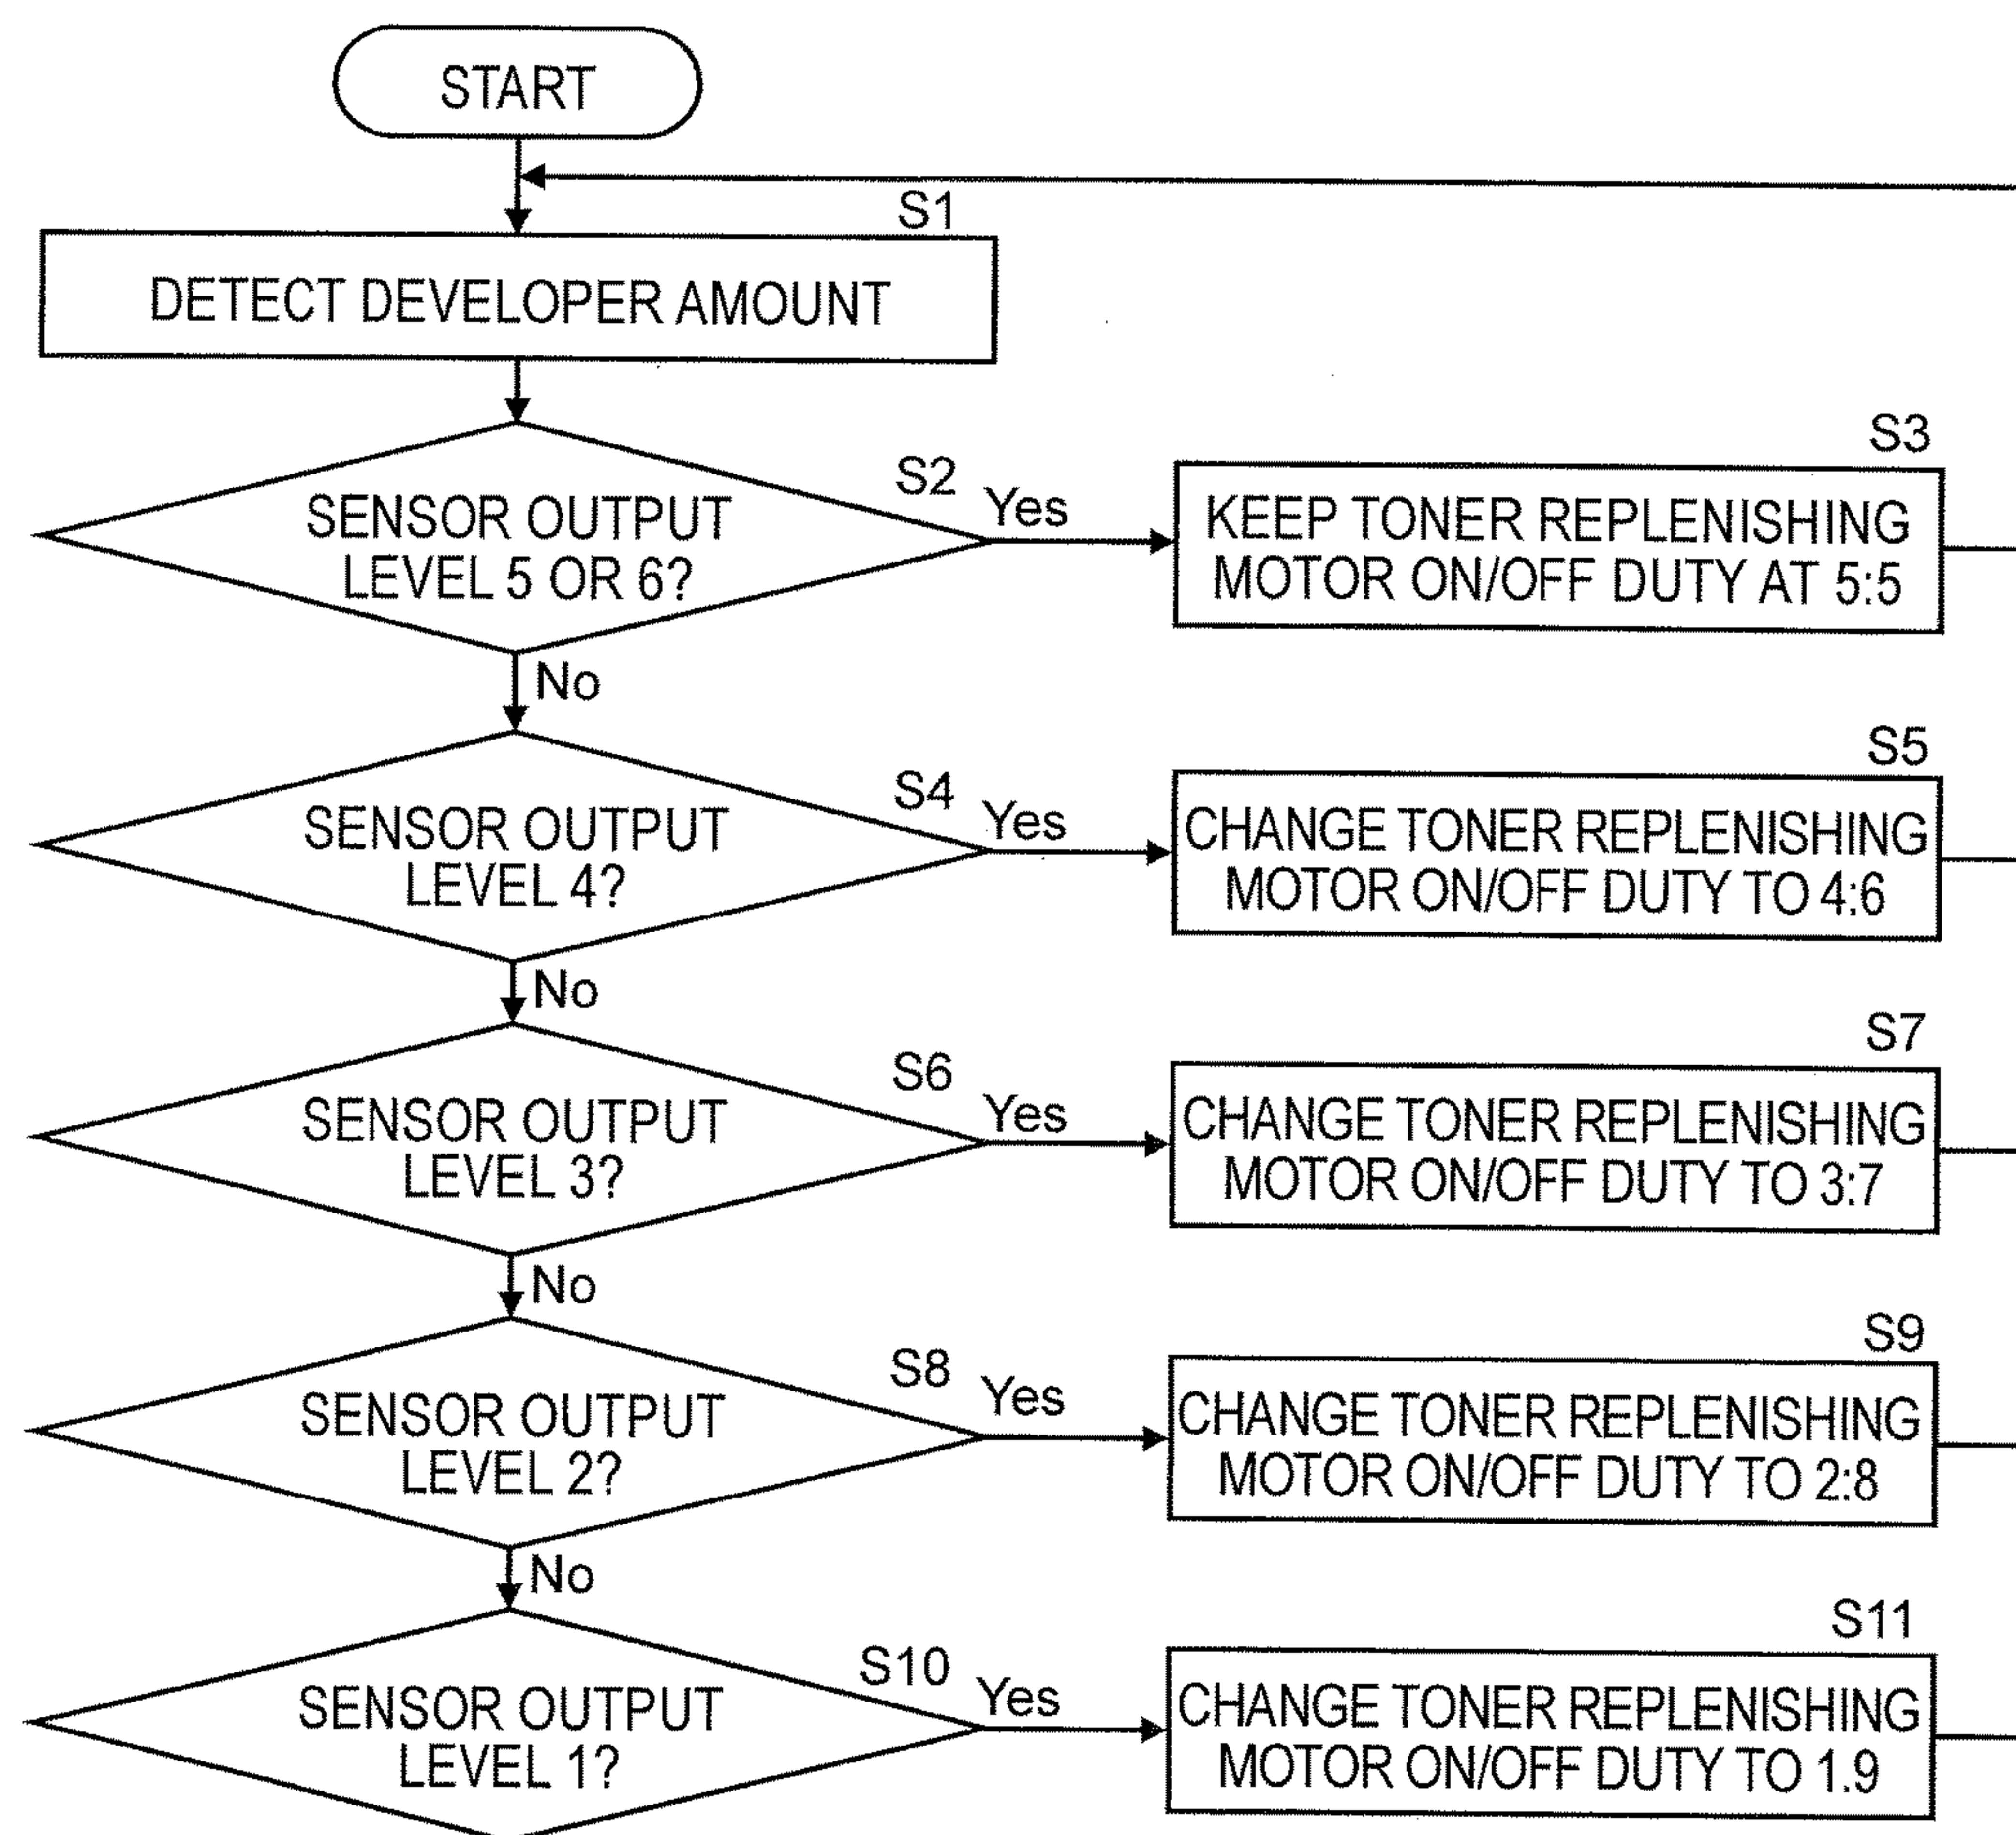 START
S1
DETECT DEVELOPER AMOUNT
S2
SENSOR OUTPUT
LEVEL 5 OR 6?
Yes
S3
KEEP TONER REPLENISHING
MOTOR ON/OFF DUTY AT 5:5
No
S4
SENSOR OUTPUT
LEVEL 4?
Yes
S5
CHANGE TONER REPLENISHING
MOTOR ON/OFF DUTY TO 4:6
No
S6
SENSOR OUTPUT
LEVEL 3?
Yes
S7
CHANGE TONER REPLENISHING
MOTOR ON/OFF DUTY TO 3:7
No
S8
SENSOR OUTPUT
LEVEL 2?
Yes
S9
CHANGE TONER REPLENISHING
MOTOR ON/OFF DUTY TO 2:8
No
S10
SENSOR OUTPUT
LEVEL 1?
Yes
S11
CHANGE TONER REPLENISHING
MOTOR ON/OFF DUTY TO 1.9